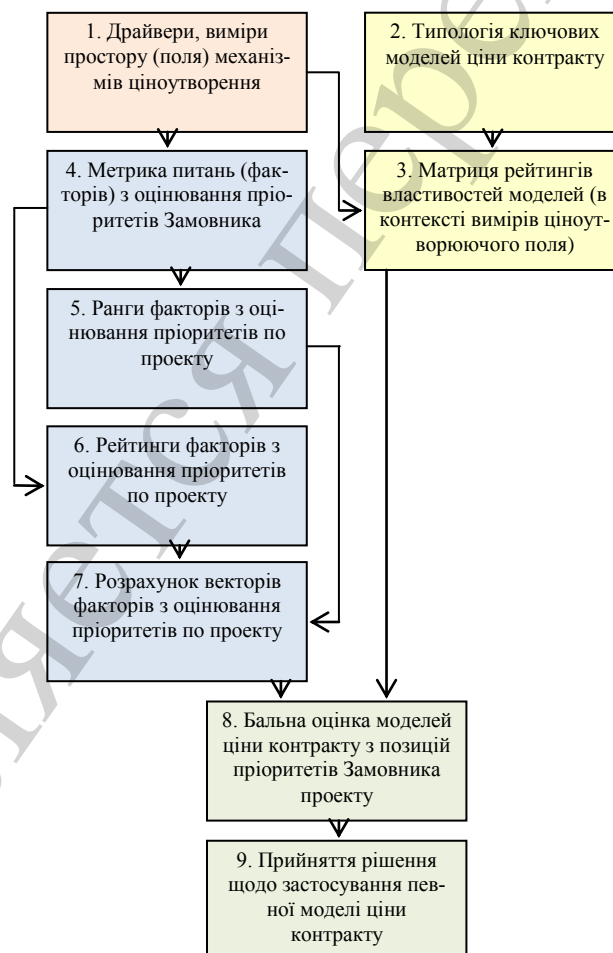 1. Драйвери, виміри
простору (поля) механіз-
мів ціноутворення
2. Типологія ключових
моделей ціни контракту
4. Метрика питань (фак-
торів) з оцінювання пріо-
ритетів Замовника
3. Матриця рейтингів
властивостей моделей (в
контексті вимірів ціноут-
ворюючого поля)
5. Ранги факторів з оці-
нювання пріоритетів по
проекту
6. Рейтинги факторів з
оцінювання пріоритетів
по проекту
7. Розрахунок векторів
факторів з оцінювання
пріоритетів по проекту
8. Бальна оцінка моделей
ціни контракту з позицій
пріоритетів Замовника
проекту
9. Прийняття рішення
щодо застосування пев-
ної моделі ціни
контракту